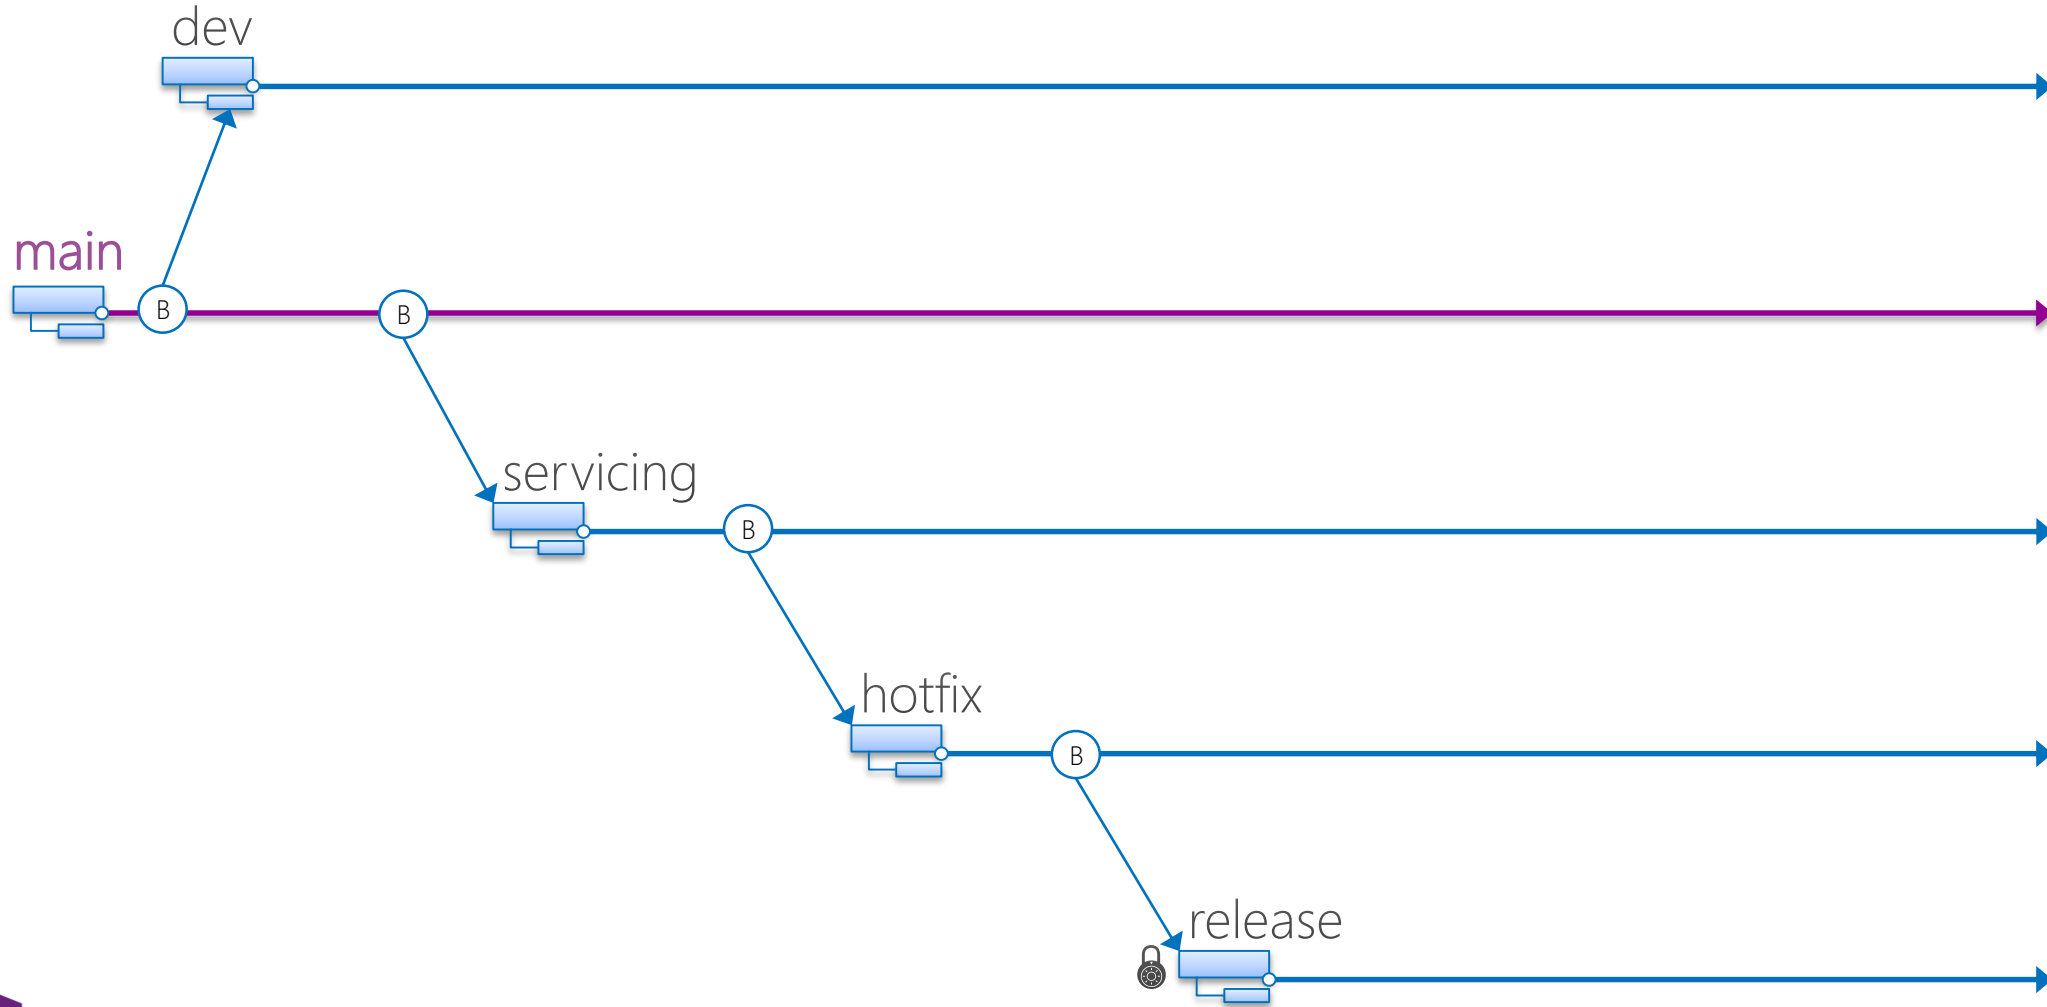 dev
main
B
B
servicing
B
hotfix
B
release